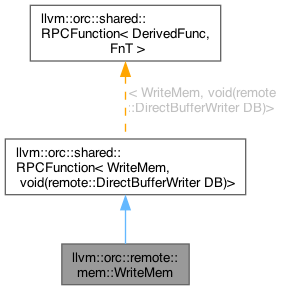 llvm::orc::shared::
RPCFunction< DerivedFunc,
FnT >
< WriteMem, void(remote
::DirectBufferWriter DB)>
llvm::orc::shared::
RPCFunction< WriteMem,
void(remote::DirectBufferWriter DB)>
llvm::orc::remote::
mem::WriteMem